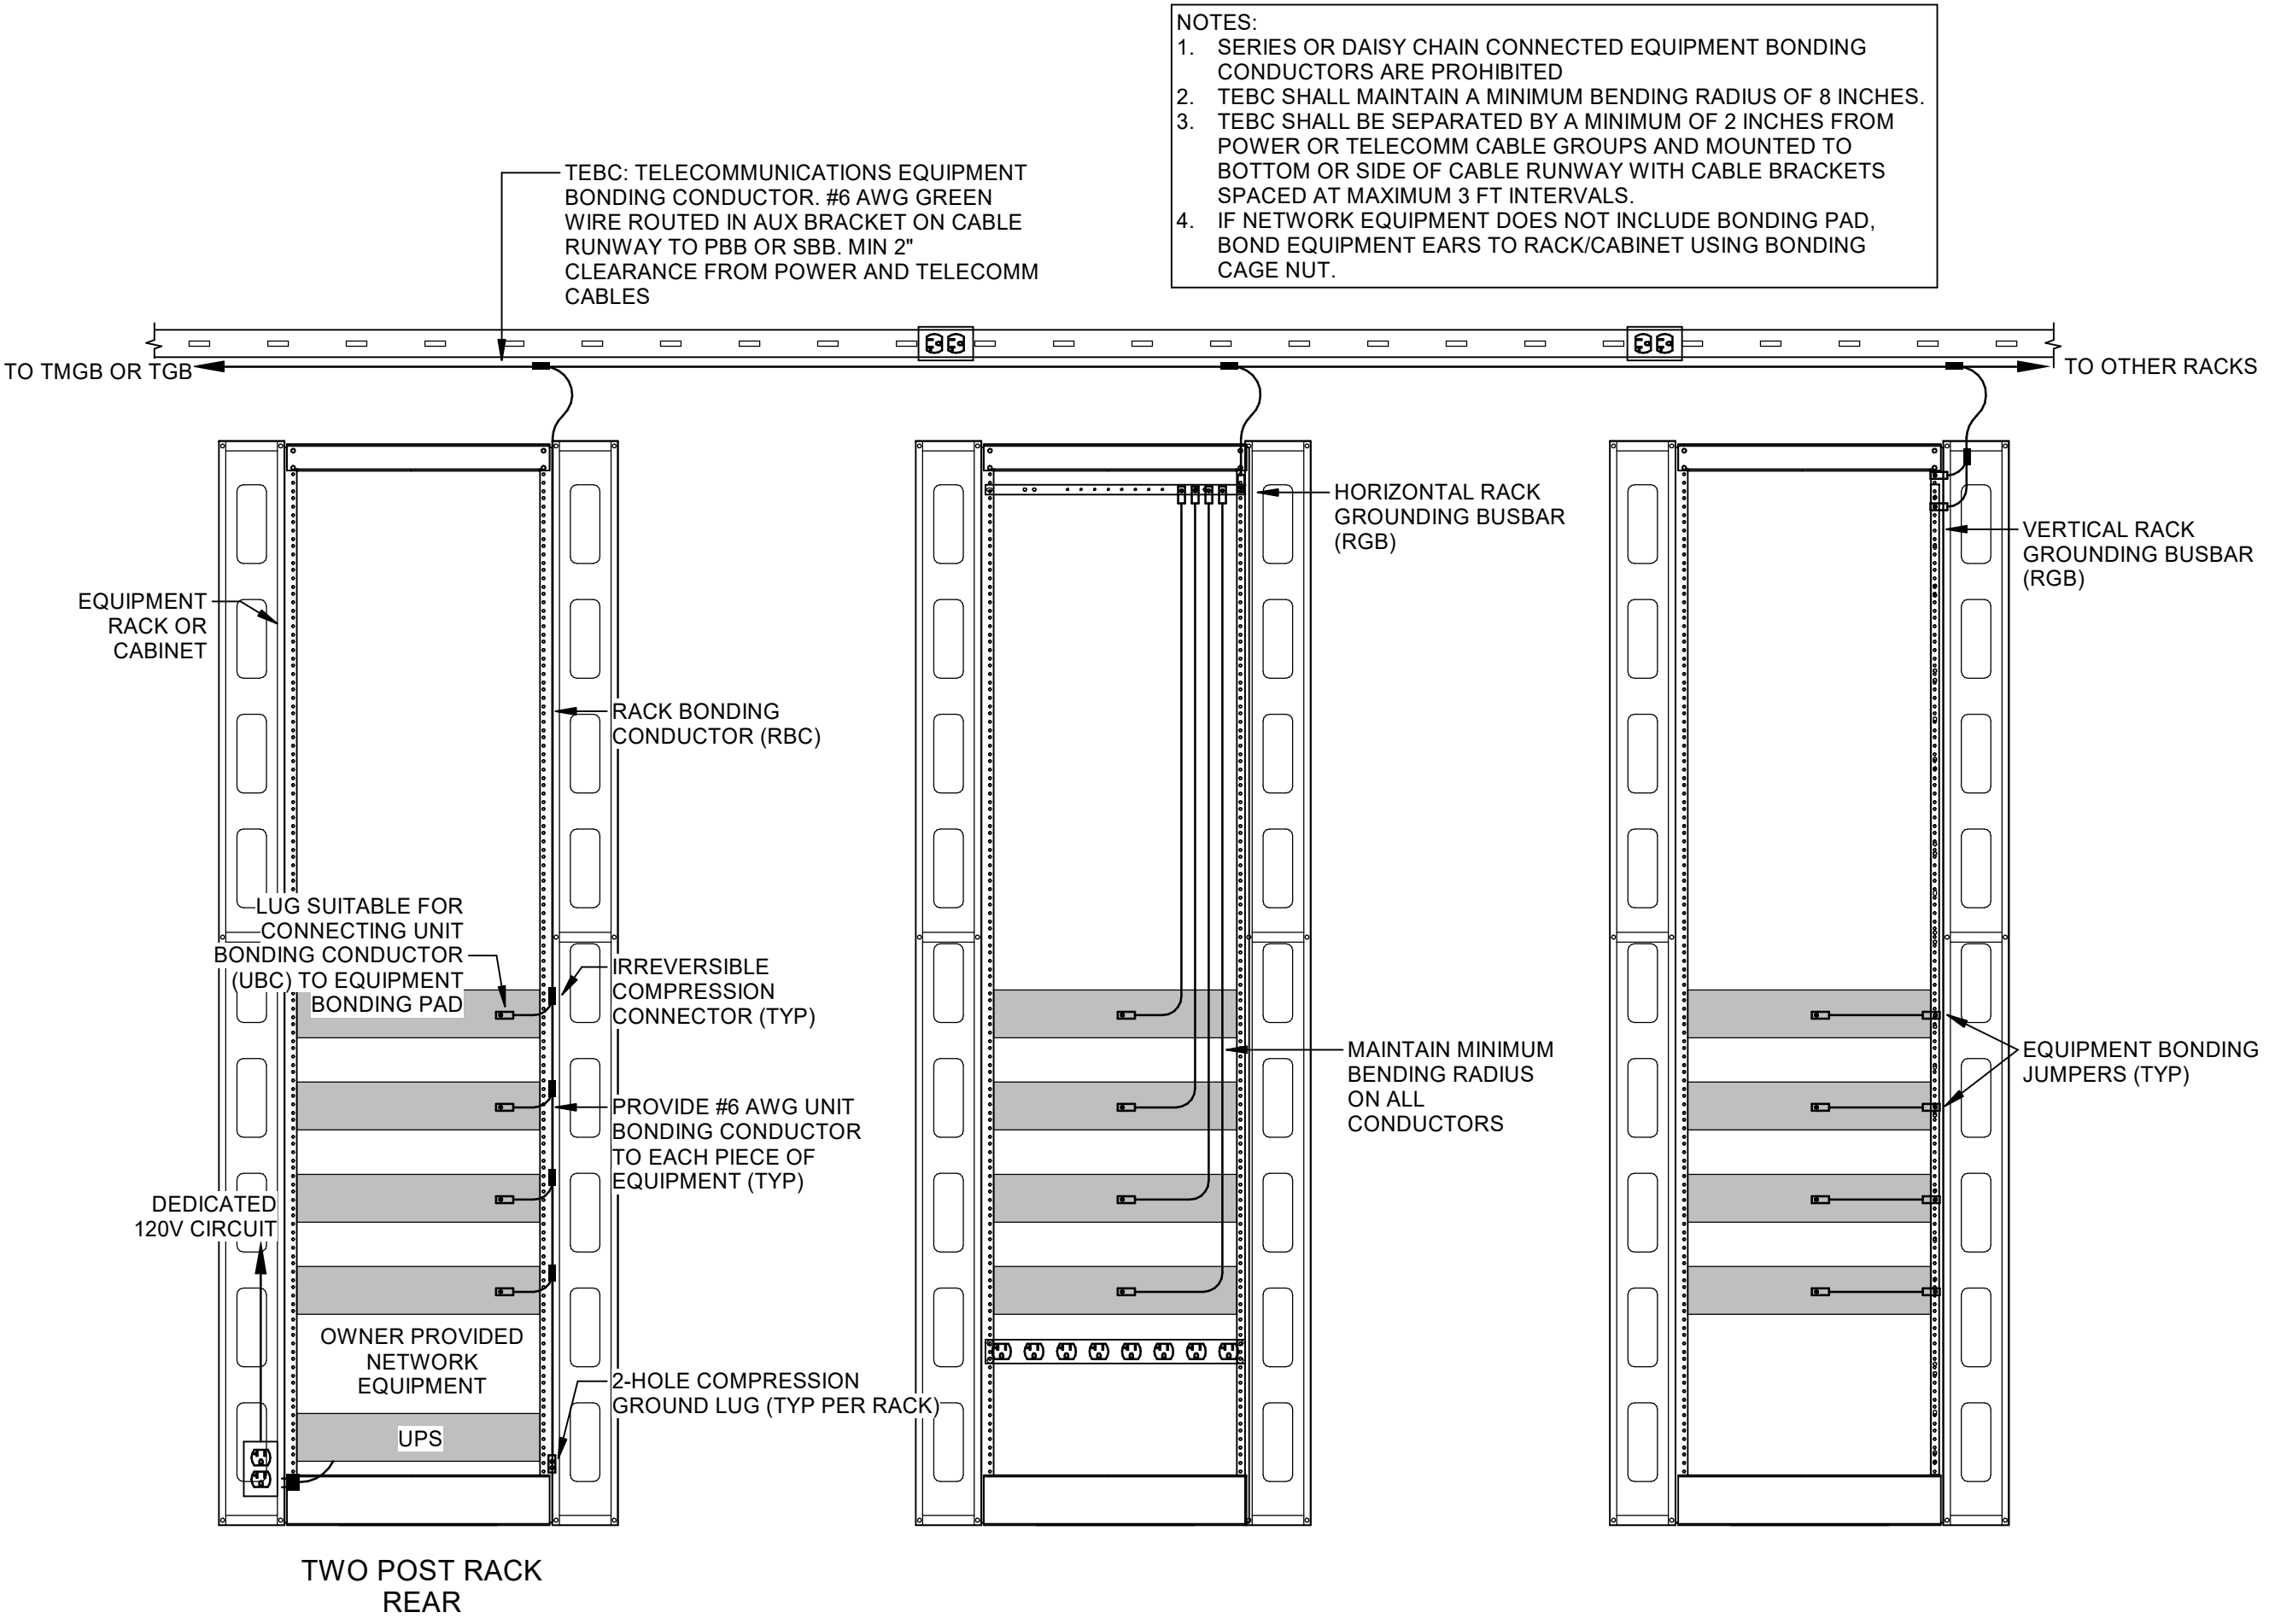 NOTES:
1. SERIES OR DAISY CHAIN CONNECTED EQUIPMENT BONDING
CONDUCTORS ARE PROHIBITED
2. TEBC SHALL MAINTAIN A MINIMUM BENDING RADIUS OF 8 INCHES.
3. TEBC SHALL BE SEPARATED BY A MINIMUM OF 2 INCHES FROM
POWER OR TELECOMM CABLE GROUPS AND MOUNTED TO
BOTTOM OR SIDE OF CABLE RUNWAY WITH CABLE BRACKETS
SPACED AT MAXIMUM 3 FT INTERVALS.
4. IF NETWORK EQUIPMENT DOES NOT INCLUDE BONDING PAD,
BOND EQUIPMENT EARS TO RACK/CABINET USING BONDING
CAGE NUT.
TEBC: TELECOMMUNICATIONS EQUIPMENT
BONDING CONDUCTOR. #6 AWG GREEN
WIRE ROUTED IN AUX BRACKET ON CABLE
RUNWAY TO PBB OR SBB. MIN 2"
CLEARANCE FROM POWER AND TELECOMM
CABLES
TO TMGB OR TGB
TO OTHER RACKS
EQUIPMENT
RACK OR
CABINET
RACK BONDING
CONDUCTOR (RBC)
LUG SUITABLE FOR
CONNECTING UNIT
BONDING CONDUCTOR
(UBC) TO EQUIPMENT
BONDING PAD
IRREVERSIBLE
COMPRESSION
CONNECTOR (TYP)
PROVIDE #6 AWG UNIT
BONDING CONDUCTOR
TO EACH PIECE OF
EQUIPMENT (TYP)
DEDICATED
120V CIRCUIT
OWNER PROVIDED
NETWORK
EQUIPMENT
2-HOLE COMPRESSION
GROUND LUG (TYP PER RACK)
UPS
HORIZONTAL RACK
GROUNDING BUSBAR
(RGB)
MAINTAIN MINIMUM
BENDING RADIUS
ON ALL
CONDUCTORS
VERTICAL RACK
GROUNDING BUSBAR
(RGB)
EQUIPMENT BONDING
JUMPERS (TYP)
TWO POST RACK
REAR